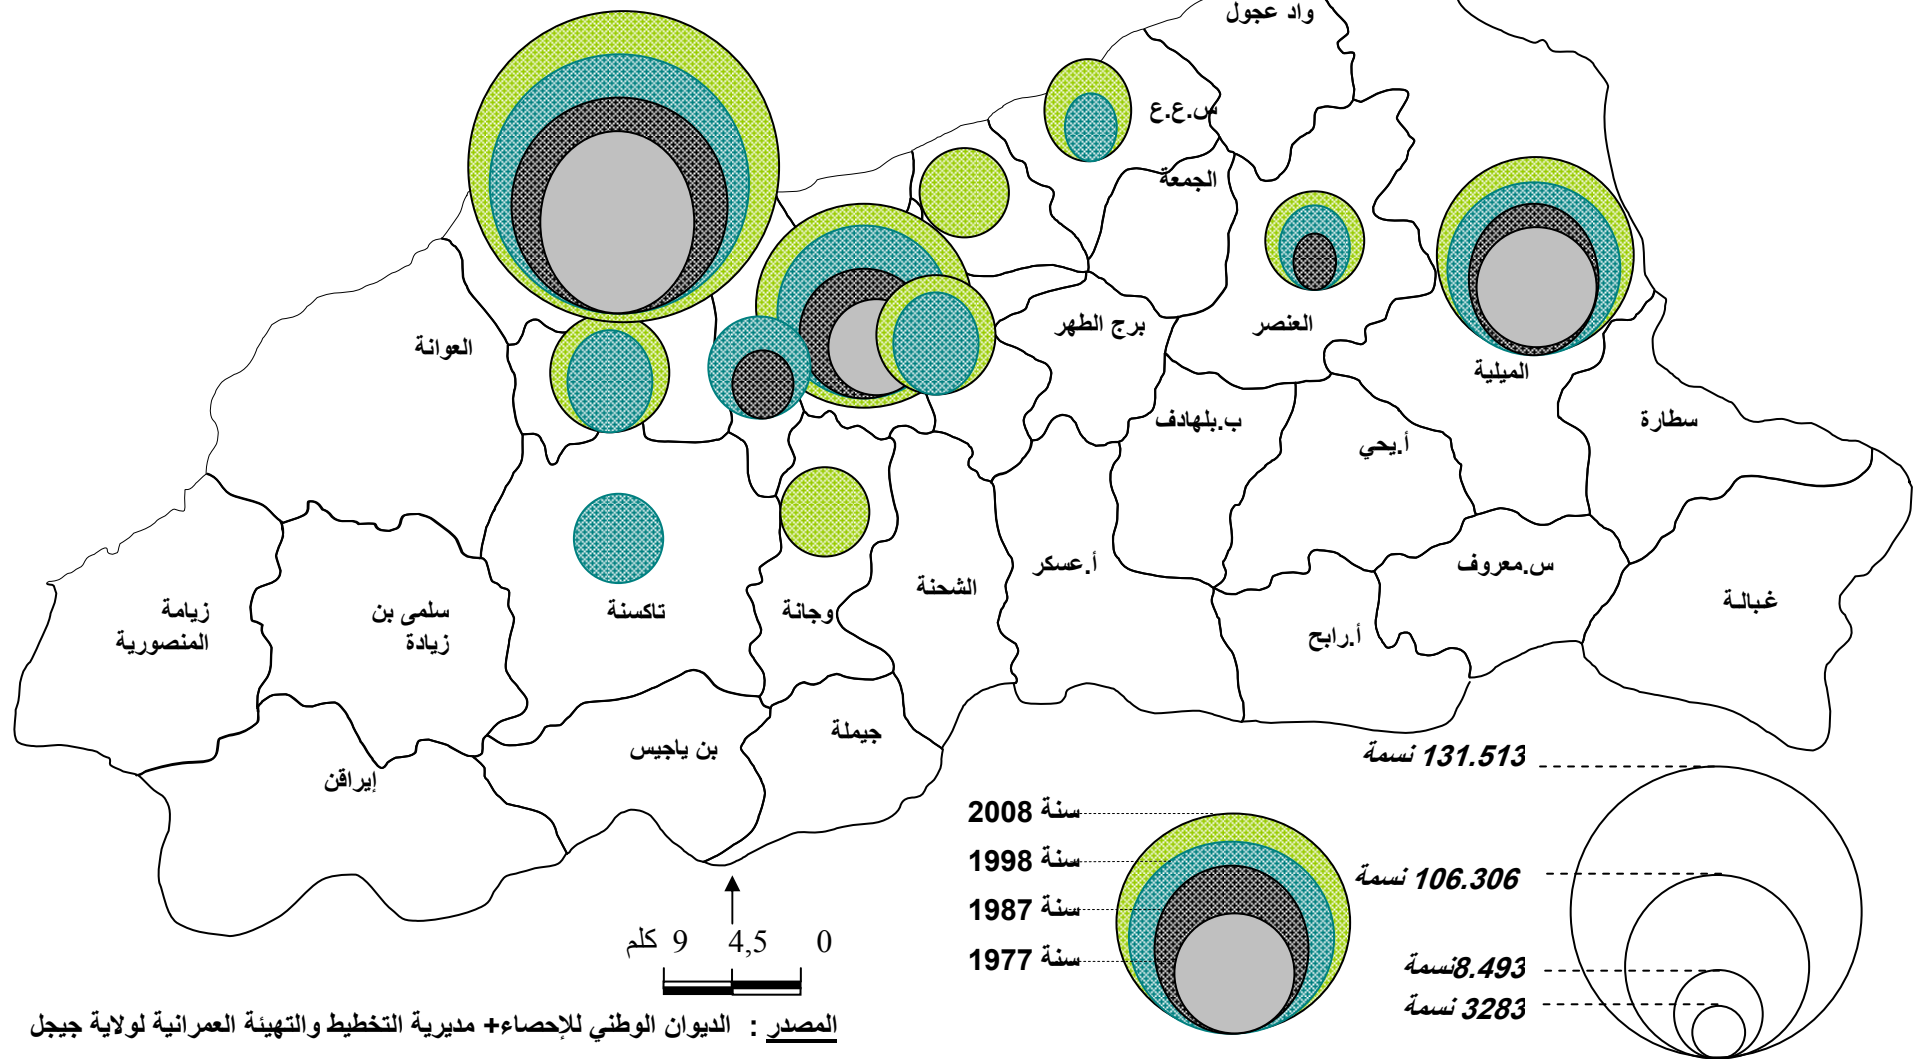 واد عجول
س.ع.ع
الجمعة
العوانة
برج الطهر
العنصر
الميلية
ب.بلهادف
أ.يحي
سطارة
زيامة
المنصورية
سلمى بن
زيادة
تاكسنة
وجانة
الشحنة
أ.عسكر
س.معروف
غبالة
أ.رابح
إيراقن
بن ياجيس
جيملة
131.513 نسمة
106.306 نسمة
8.493نسمة
3283 نسمة
سنة 2008
سنة 1998
سنة 1987
سنة 1977
0 4,5 9 كلم
المصدر : الديوان الوطني للإحصاء+ مديرية التخطيط والتهيئة العمرانية لولاية جيجل